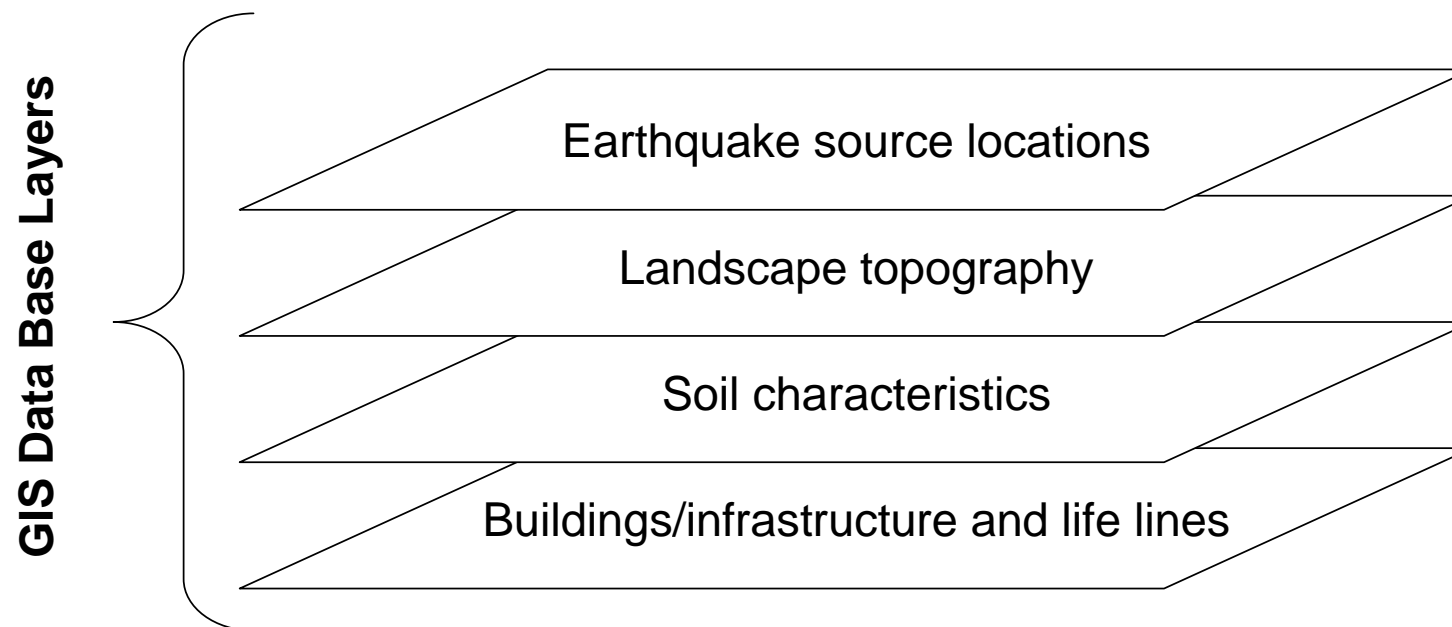 GIS Data Base Layers
Earthquake source locations
Landscape topography
Soil characteristics
Buildings/infrastructure and life lines